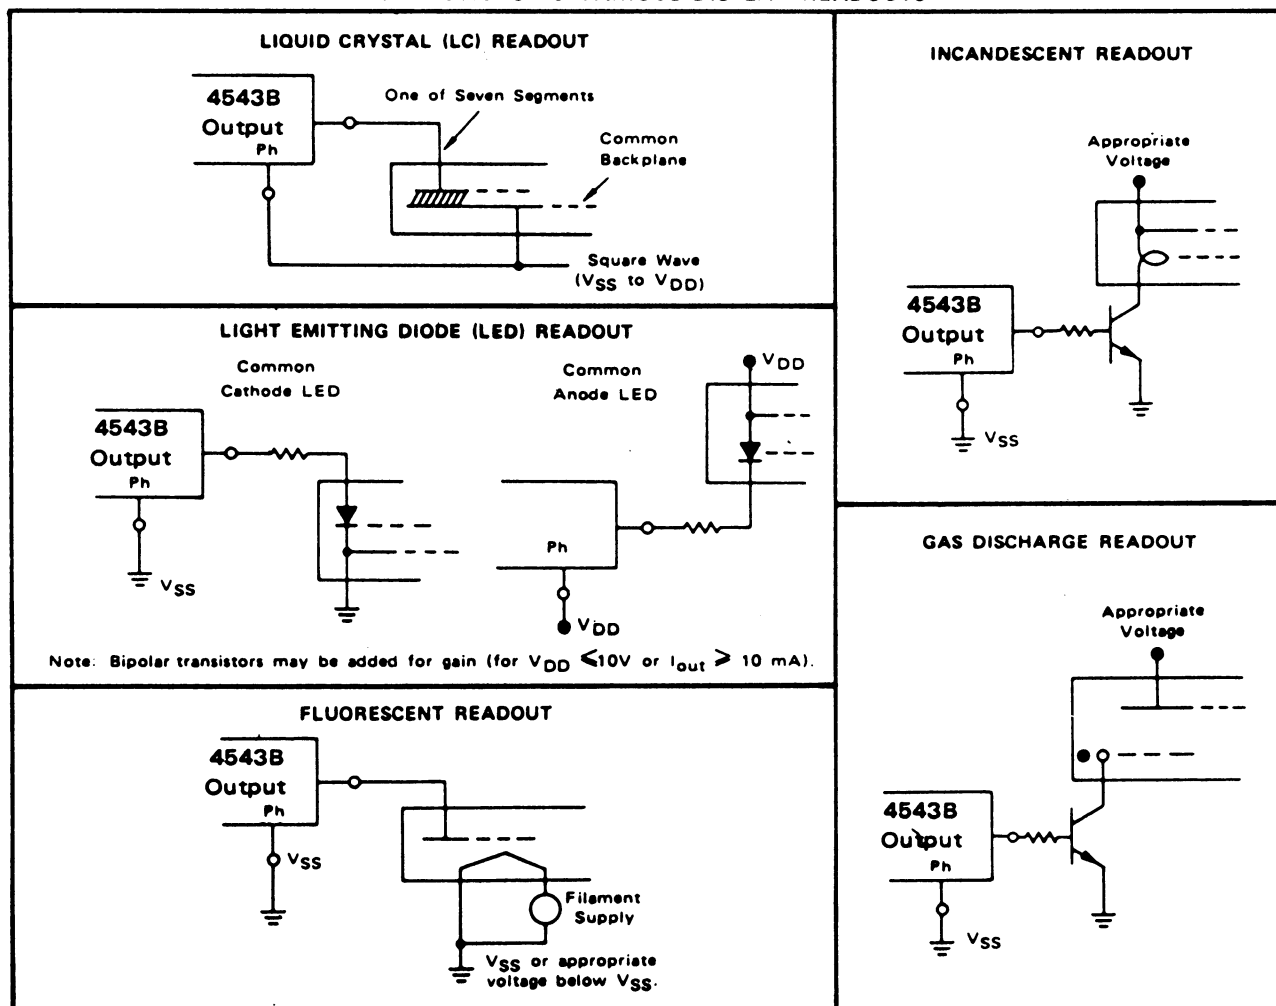 LIQUID CRYSTAL (LC) READOUT
4543B
Output
Ph
One of Seven Segments
Common
Backplane
Square Wave
(VSS to VDD)
LIGHT EMITTING DIODE (LED) READOUT
Common
Cathode LED
4543B
Output
Ph
VSS
Common
Anode LED
VDD
Ph
VDD
Note: Bipolar transistors may be added for gain (for VDD ⩽10V or Iout ⩾ 10 mA).
FLUORESCENT READOUT
4543B
Output
Ph
VSS
Filament
Supply
VSS or appropriate
voltage below VSS.
INCANDESCENT READOUT
Appropriate
Voltage
4543B
Output
Ph
VSS
GAS DISCHARGE READOUT
Appropriate
Voltage
4543B
Output
Ph
VSS